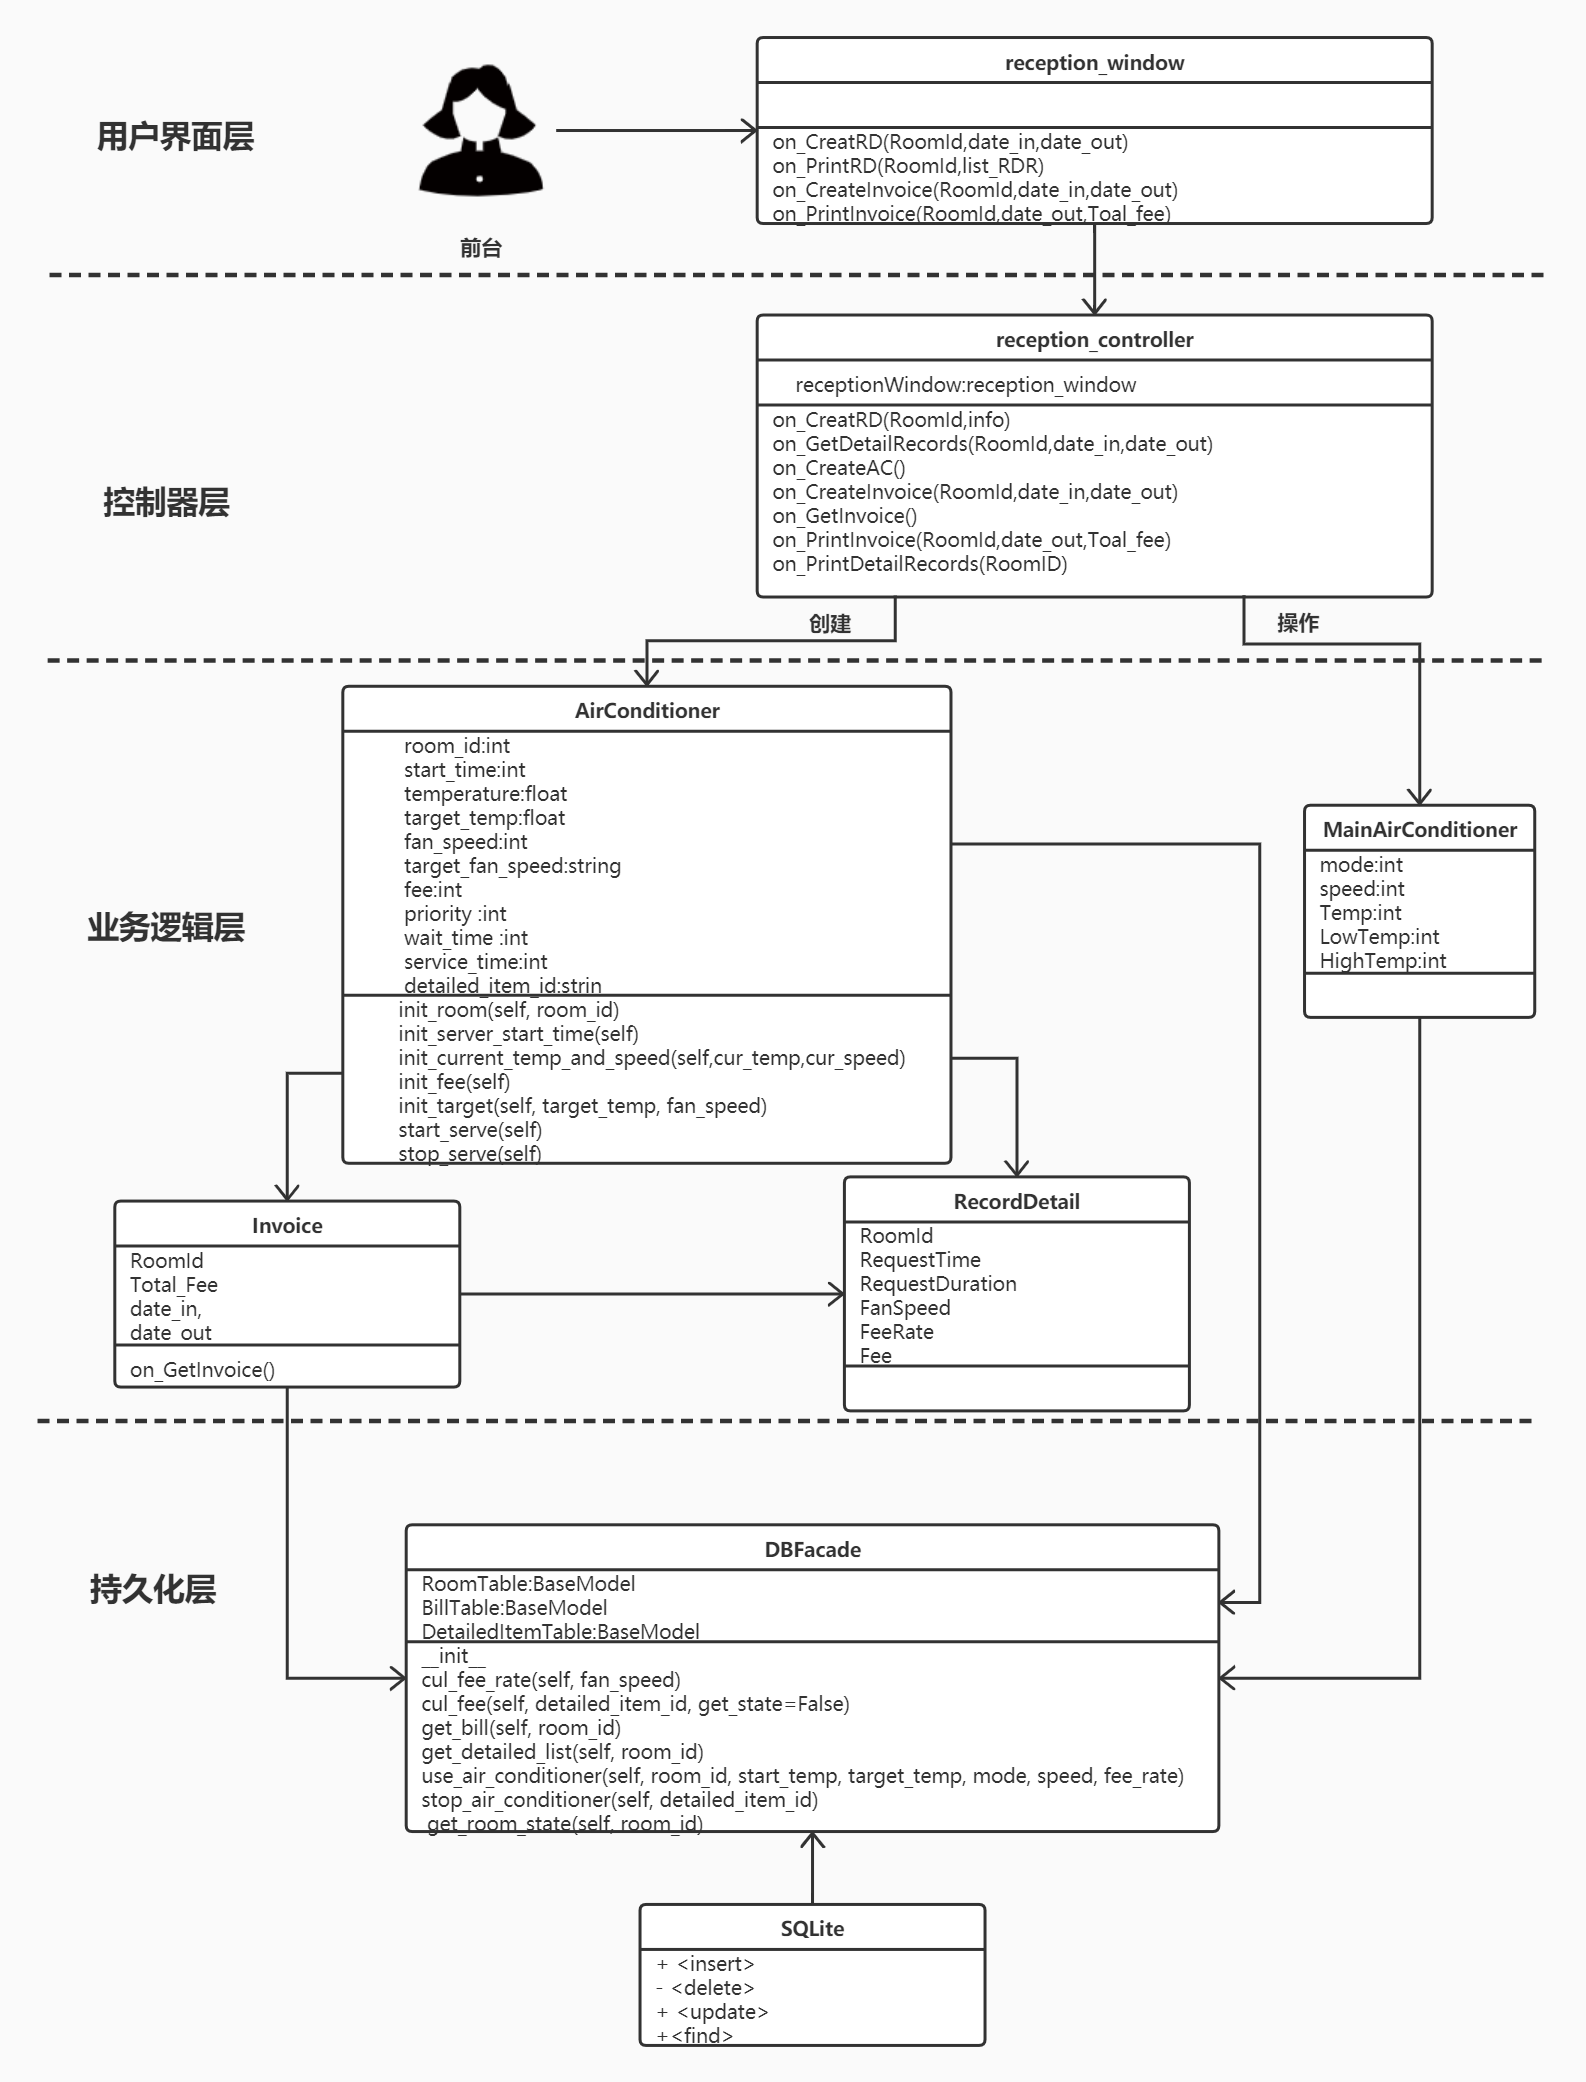 用户界面层
前台
reception_window
on_CreatRD(RoomId,date_in,date_out)
on_PrintRD(RoomId,list_RDR)
on_CreateInvoice(RoomId,date_in,date_out)
on_PrintInvoice(RoomId,date_out,Toal_fee)
控制器层
reception_controller
receptionWindow:reception_window
on_CreatRD(RoomId,info)
on_GetDetailRecords(RoomId,date_in,date_out)
on_CreateAC()
on_CreateInvoice(RoomId,date_in,date_out)
on_GetInvoice()
on_PrintInvoice(RoomId,date_out,Toal_fee)
on_PrintDetailRecords(RoomID)
创建
操作
业务逻辑层
AirConditioner
room_id:int
start_time:int
temperature:float
target_temp:float
fan_speed:int
target_fan_speed:string
fee:int
priority :int
wait_time :int
service_time:int
detailed_item_id:strin
init_room(self, room_id)
init_server_start_time(self)
init_current_temp_and_speed(self,cur_temp,cur_speed)
init_fee(self)
init_target(self, target_temp, fan_speed)
start_serve(self)
stop_serve(self)
MainAirConditioner
mode:int
speed:int
Temp:int
LowTemp:int
HighTemp:int
Invoice
RoomId
Total_Fee
date_in,
date_out
on_GetInvoice()
RecordDetail
RoomId
RequestTime
RequestDuration
FanSpeed
FeeRate
Fee
持久化层
DBFacade
RoomTable:BaseModel
BillTable:BaseModel
DetailedItemTable:BaseModel
__init__
cul_fee_rate(self, fan_speed)
cul_fee(self, detailed_item_id, get_state=False)
get_bill(self, room_id)
get_detailed_list(self, room_id)
use_air_conditioner(self, room_id, start_temp, target_temp, mode, speed, fee_rate)
stop_air_conditioner(self, detailed_item_id)
get_room_state(self, room_id)
SQLite
+ <insert>
- <delete>
+ <update>
+<find>